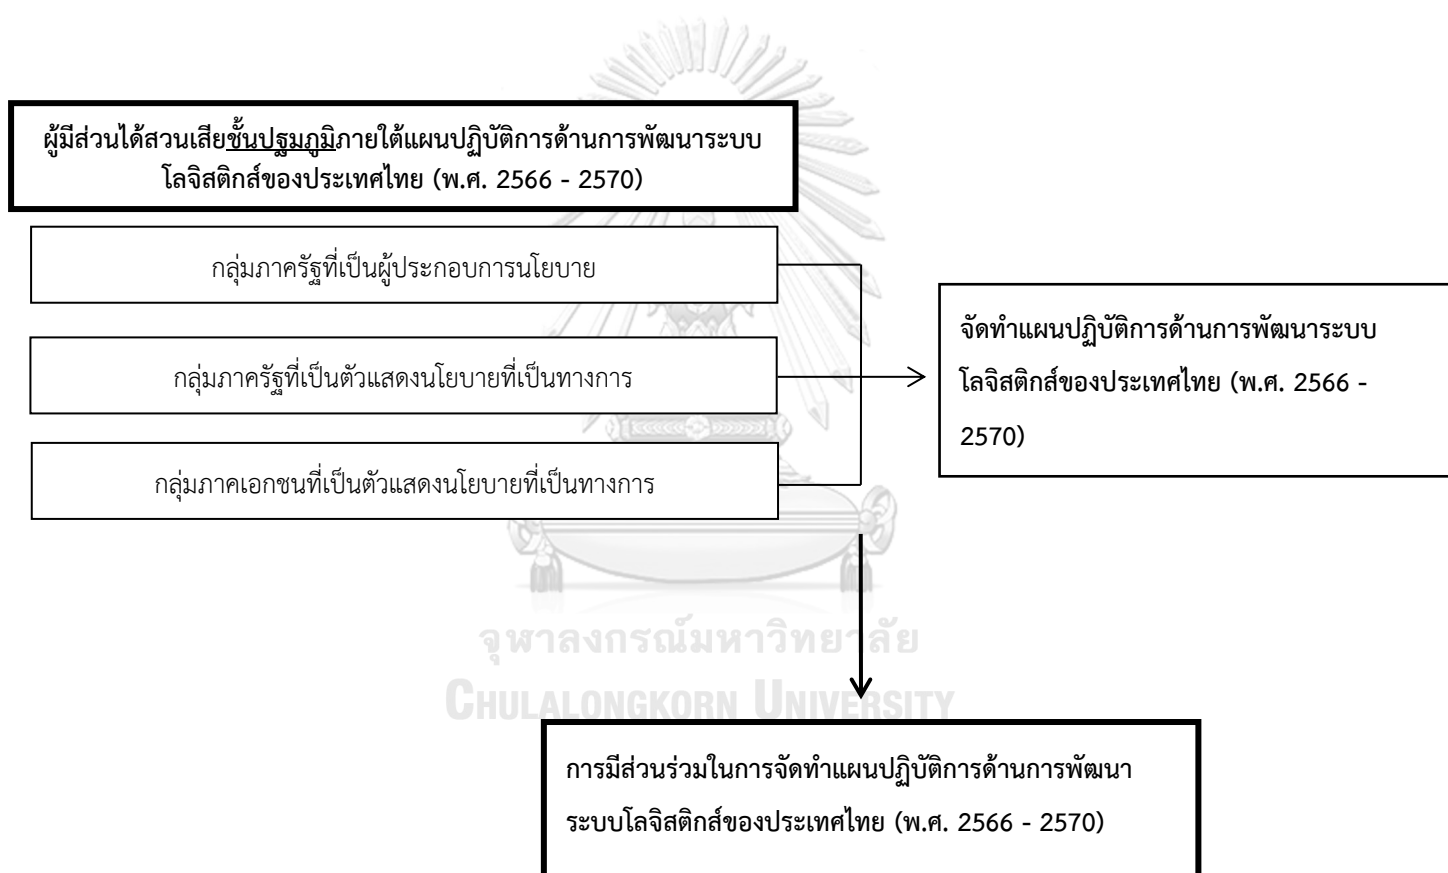 ผู้มีส่วนได้สวนเสียชั้นปฐมภูมิภายใต้แผนปฏิบัติการด้านการพัฒนาระบบ
โลจิสติกส์ของประเทศไทย (พ.ศ. 2566 - 2570)
กลุ่มภาครัฐที่เป็นผู้ประกอบการนโยบาย
กลุ่มภาครัฐที่เป็นตัวแสดงนโยบายที่เป็นทางการ
กลุ่มภาคเอกชนที่เป็นตัวแสดงนโยบายที่เป็นทางการ
จัดทำแผนปฏิบัติการด้านการพัฒนาระบบ
โลจิสติกส์ของประเทศไทย (พ.ศ. 2566 -
2570)
จุฬาลงกรณ์มหาวิทยาลัย
CHULALONGKORN UNIVERSITY
การมีส่วนร่วมในการจัดทำแผนปฏิบัติการด้านการพัฒนา
ระบบโลจิสติกส์ของประเทศไทย (พ.ศ. 2566 - 2570)